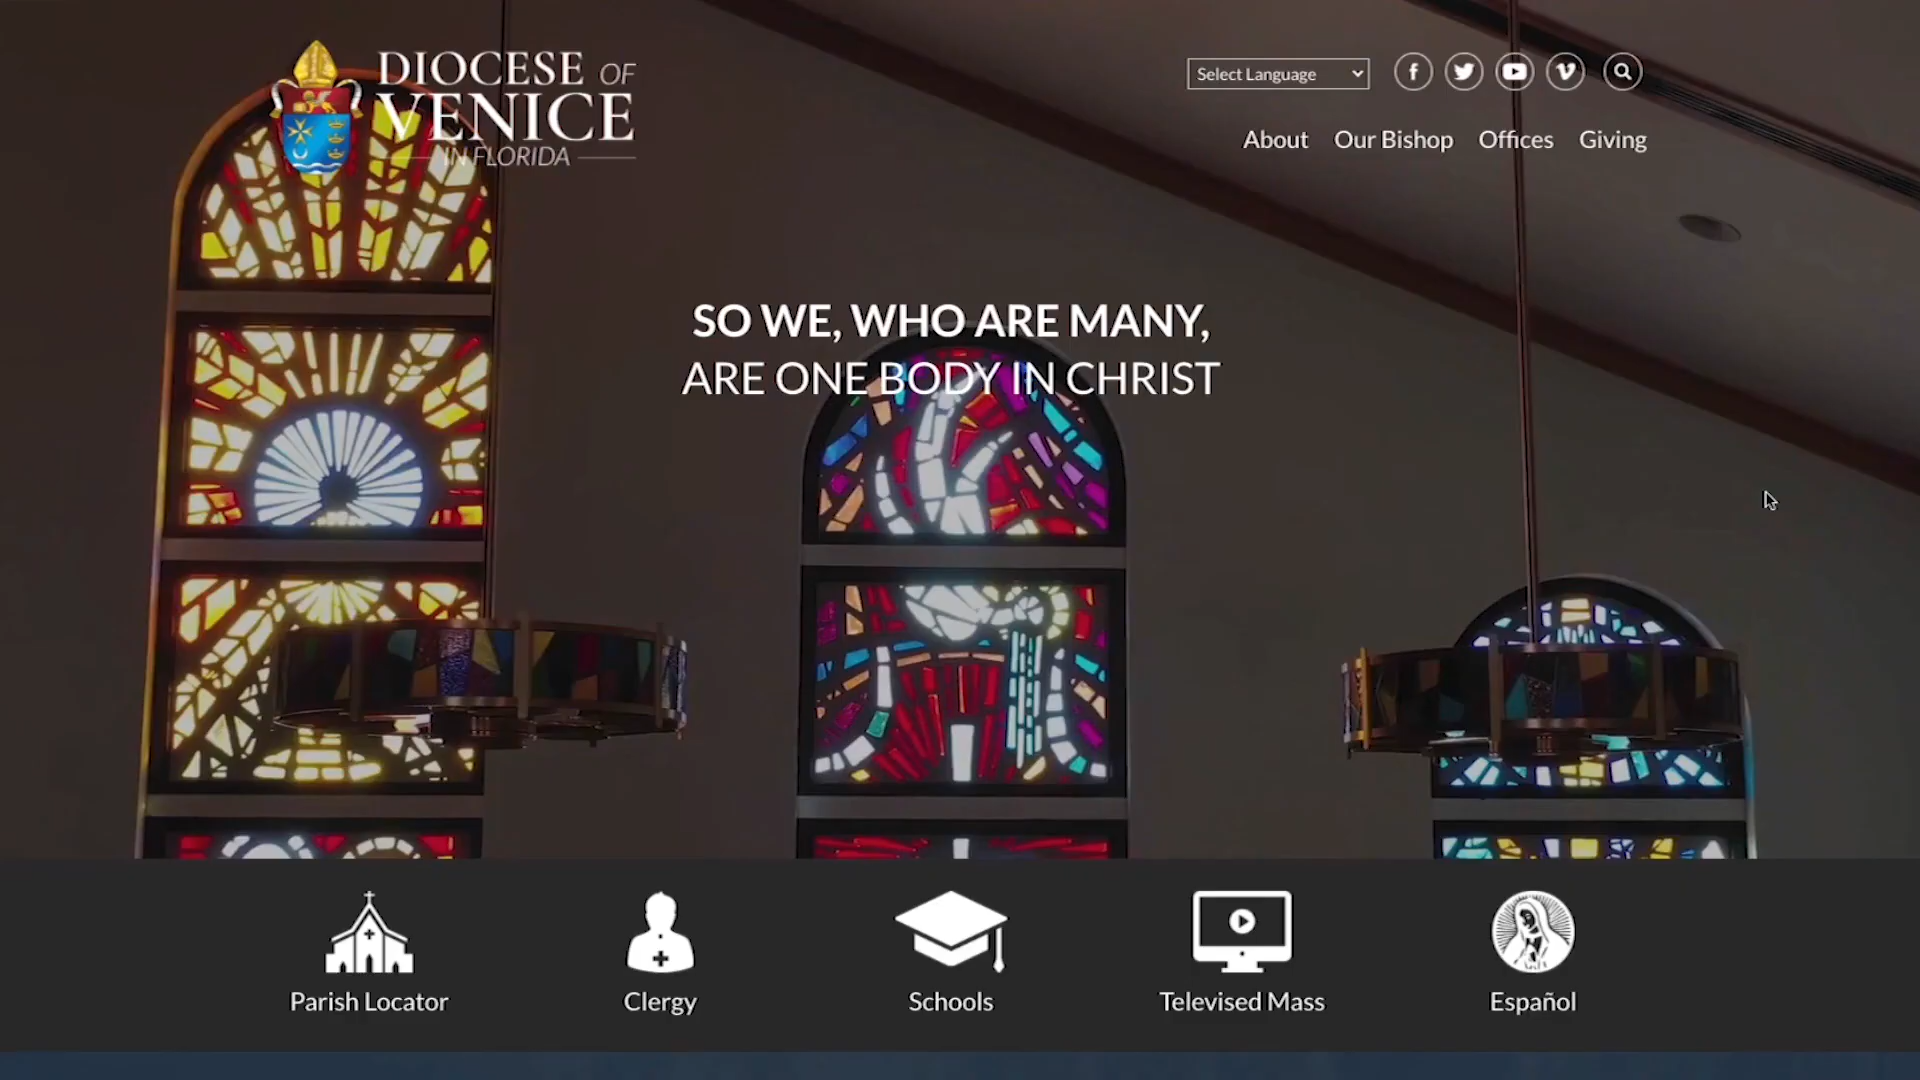 DIOCESE OF
VENICE
IN FLORIDA
Select Language
About
Our Bishop
Offices
Giving
SO WE, WHO ARE MANY,
ARE ONE BODY IN CHRIST
Parish Locator
Clergy
Schools
Televised Mass
Español